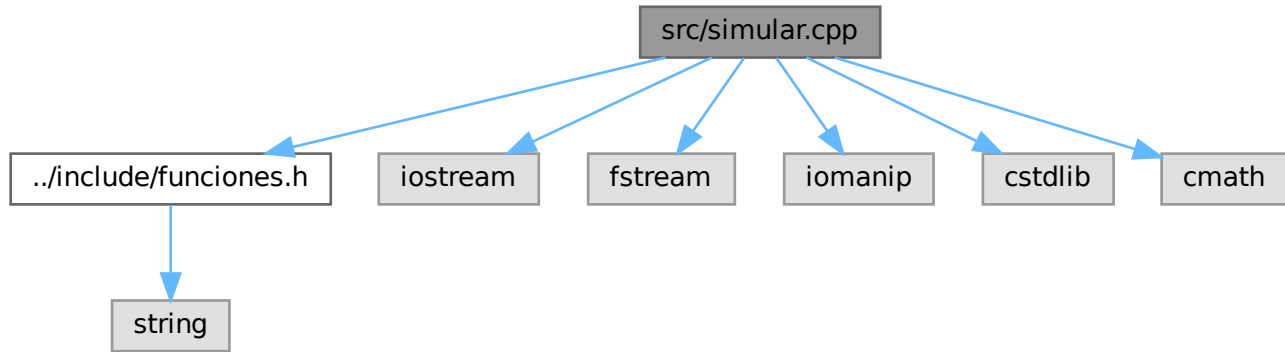 src/simular.cpp
../include/funciones.h
iostream
fstream
iomanip
cstdlib
cmath
string